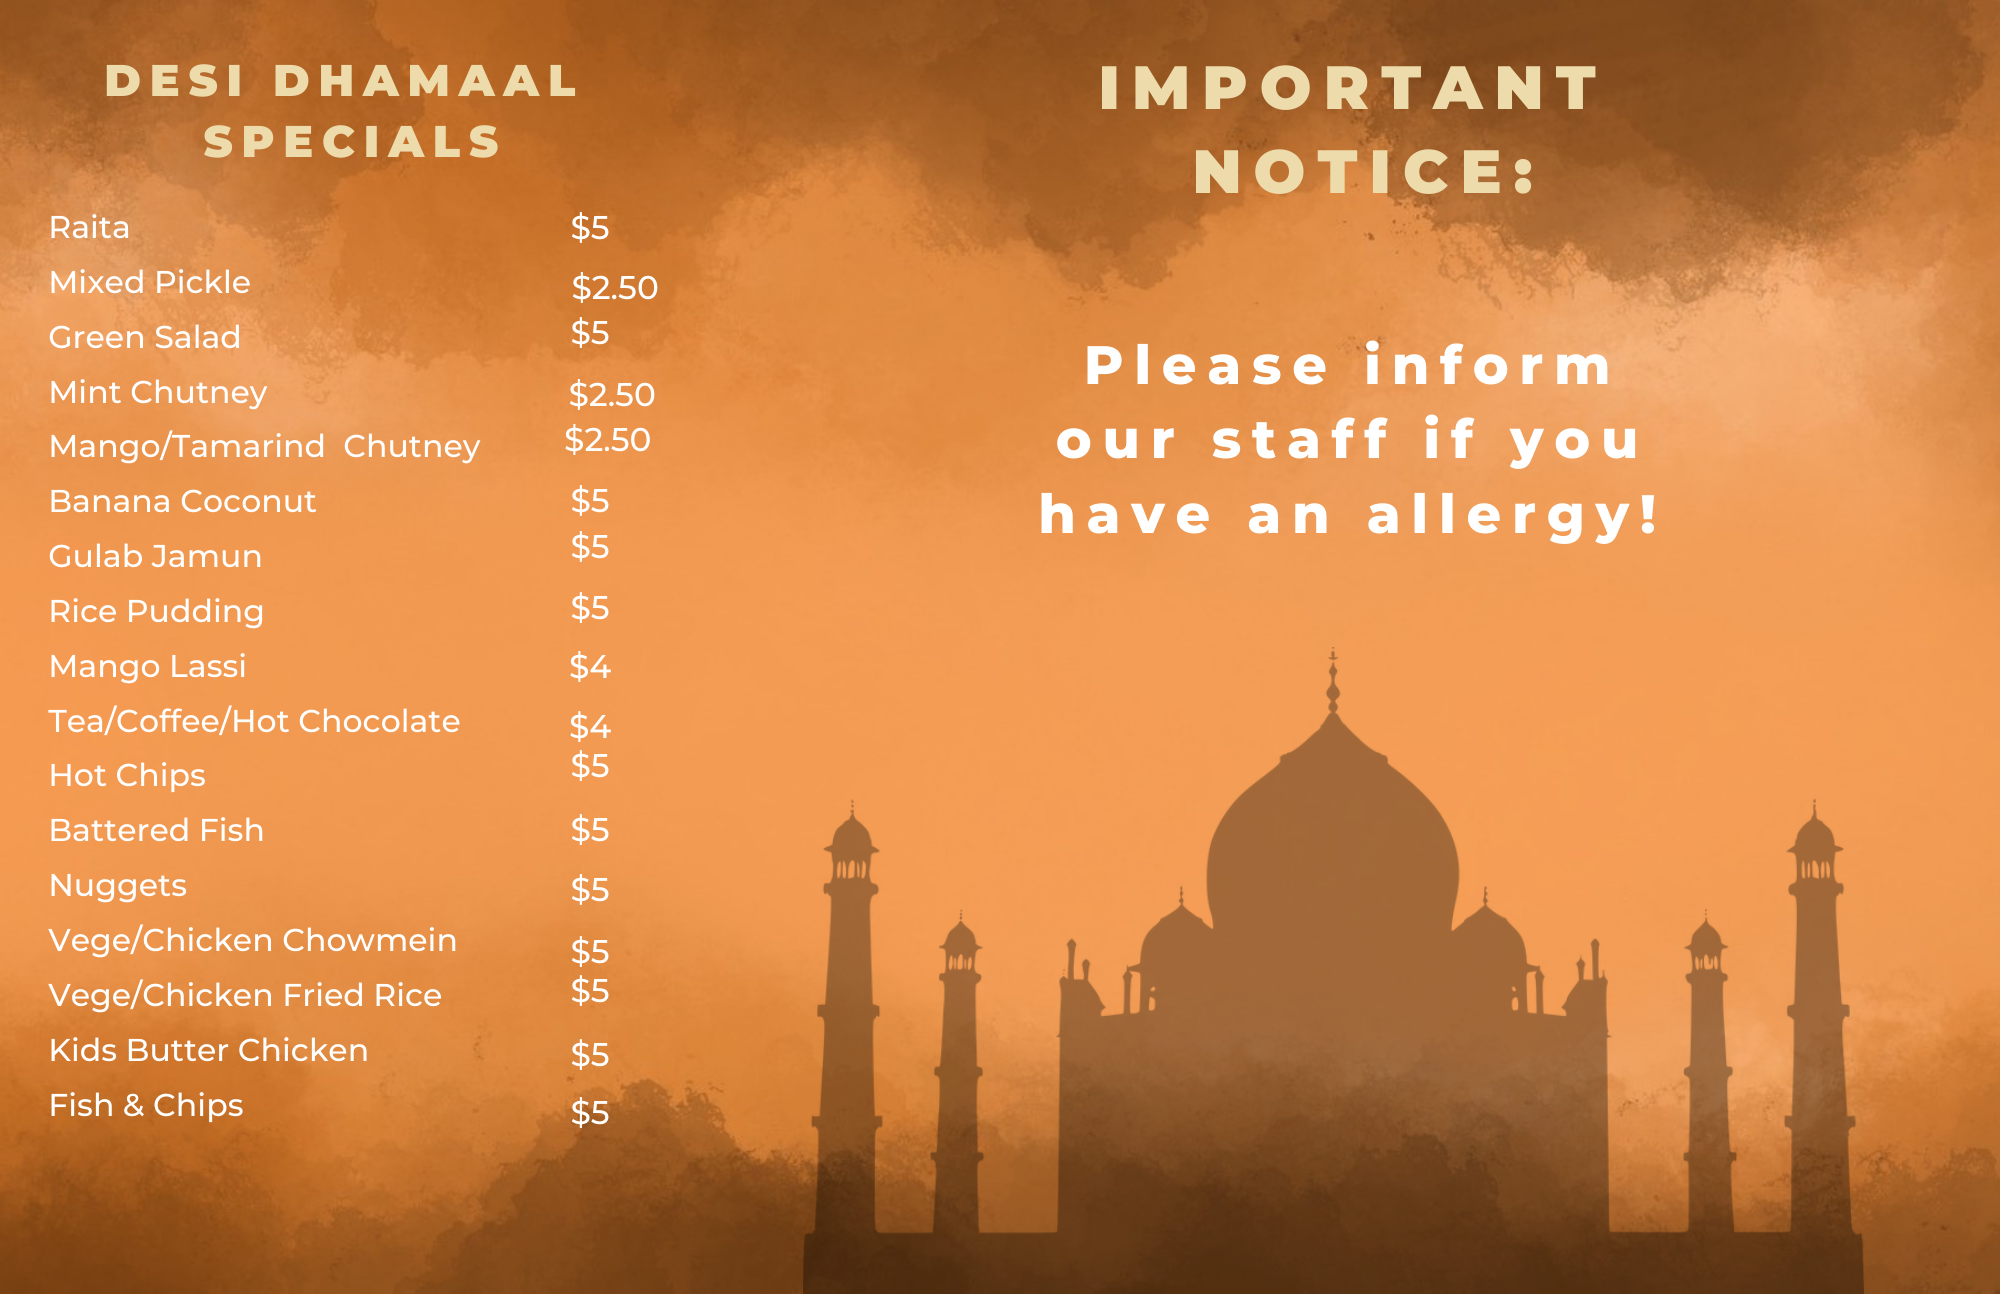 DESI DHAMAAL
SPECIALS
Raita $5
Mixed Pickle $2.50
Green Salad $5
Mint Chutney $2.50
Mango/Tamarind Chutney $2.50
Banana Coconut $5
Gulab Jamun $5
Rice Pudding $5
Mango Lassi $4
Tea/Coffee/Hot Chocolate $4
Hot Chips $5
Battered Fish $5
Nuggets $5
Vege/Chicken Chowmein $5
Vege/Chicken Fried Rice $5
Kids Butter Chicken $5
Fish & Chips $5
IMPORTANT
NOTICE:
Please inform
our staff if you
have an allergy!